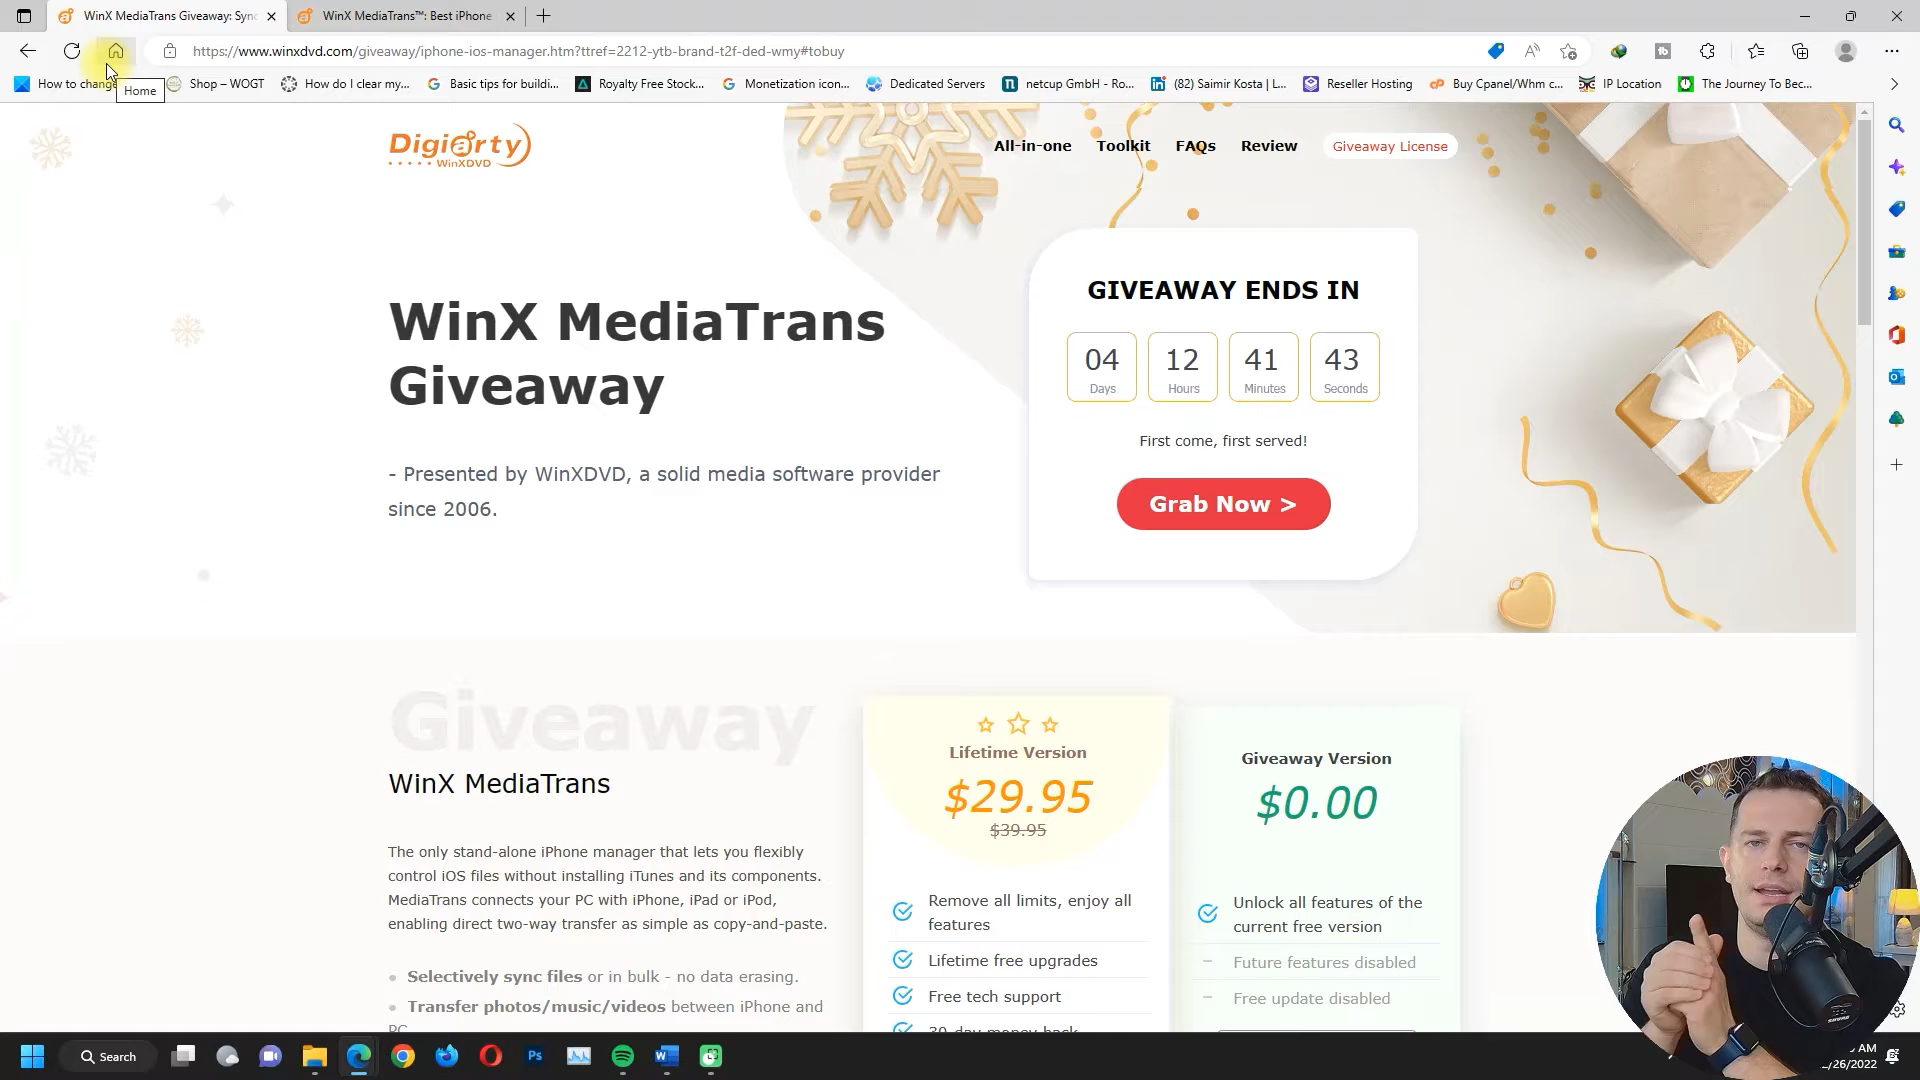 WinX MediaTrans Giveaway: Sync
WinX MediaTrans™: Best iPhone
https://www.winxdvd.com/giveaway/iphone-ios-manager.htm?ttref=2212-ytb-brand-t2f-ded-wmy#tobuy
How to change
Home
Shop – WOGT
How do I clear my...
Basic tips for buildi...
Royalty Free Stock...
Monetization icon...
Dedicated Servers
netcup GmbH - Ro...
(82) Saimir Kosta | L...
Reseller Hosting
Buy Cpanel/Whm c...
IP Location
The Journey To Bec...
Digiarty
WinXDVD
All-in-one
Toolkit
FAQs
Review
Giveaway License
WinX MediaTrans
Giveaway
- Presented by WinXDVD, a solid media software provider
since 2006.
GIVEAWAY ENDS IN
04 12 41 43
Days Hours Minutes Seconds
First come, first served!
Grab Now >
Giveaway
WinX MediaTrans
The only stand-alone iPhone manager that lets you flexibly
control iOS files without installing iTunes and its components.
MediaTrans connects your PC with iPhone, iPad or iPod,
enabling direct two-way transfer as simple as copy-and-paste.
Selectively sync files or in bulk - no data erasing.
Transfer photos/music/videos between iPhone and
PC
Lifetime Version
$29.95
$39.95
Remove all limits, enjoy all
features
Lifetime free upgrades
Free tech support
30-day money back
Giveaway Version
$0.00
Unlock all features of the
current free version
Future features disabled
Free update disabled
Search
Ps
AM
/26/2022